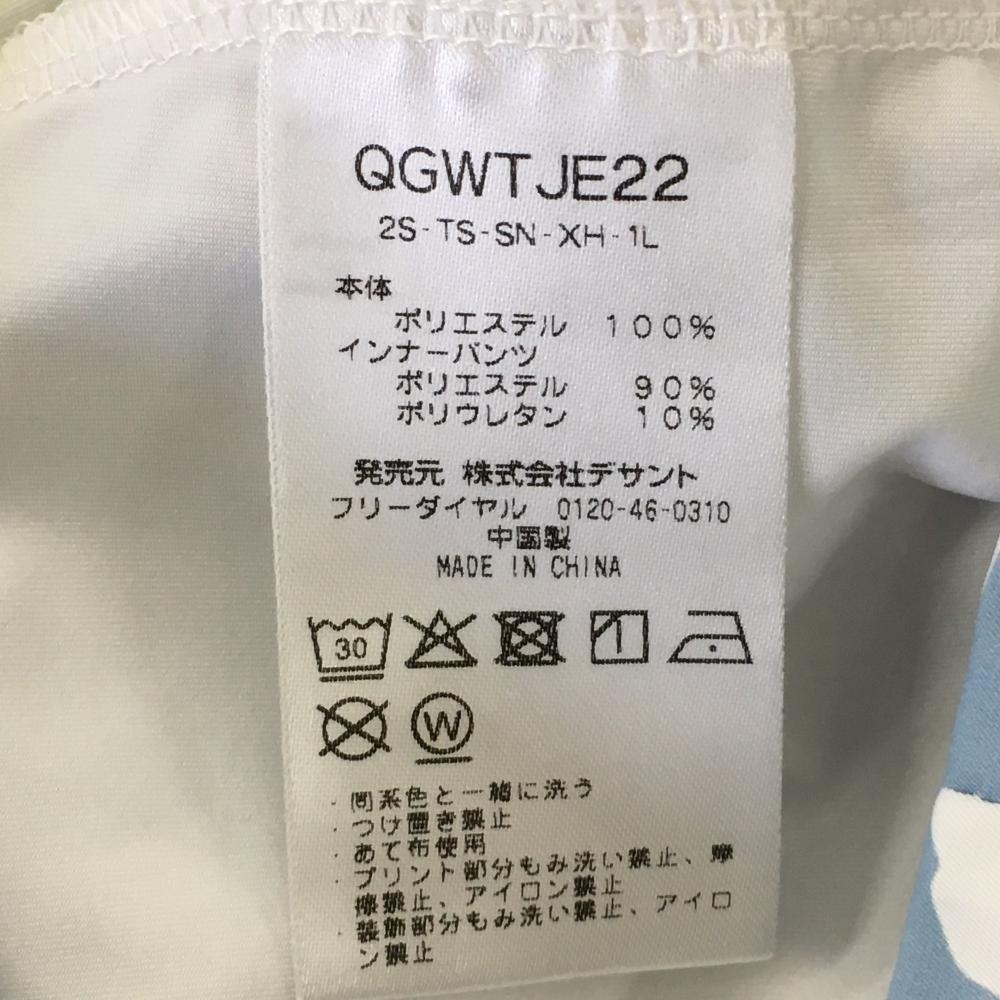 QGWTJE22
2S-TS-SN-XH-1L
本体
ポリエステル 100%
インナーパンツ
ポリエステル 90%
ポリウレタン 10%
発売元 株式会社デサント
フリーダイヤル 0120-46-0310
中国製
MADE IN CHINA
30
W
・同系色と一緒に洗う
・つけ置き禁止
・あて布使用
・プリント部分もみ洗い禁止、摩
擦禁止、アイロン禁止
・装飾部分もみ洗い禁止、アイロ
ン禁止